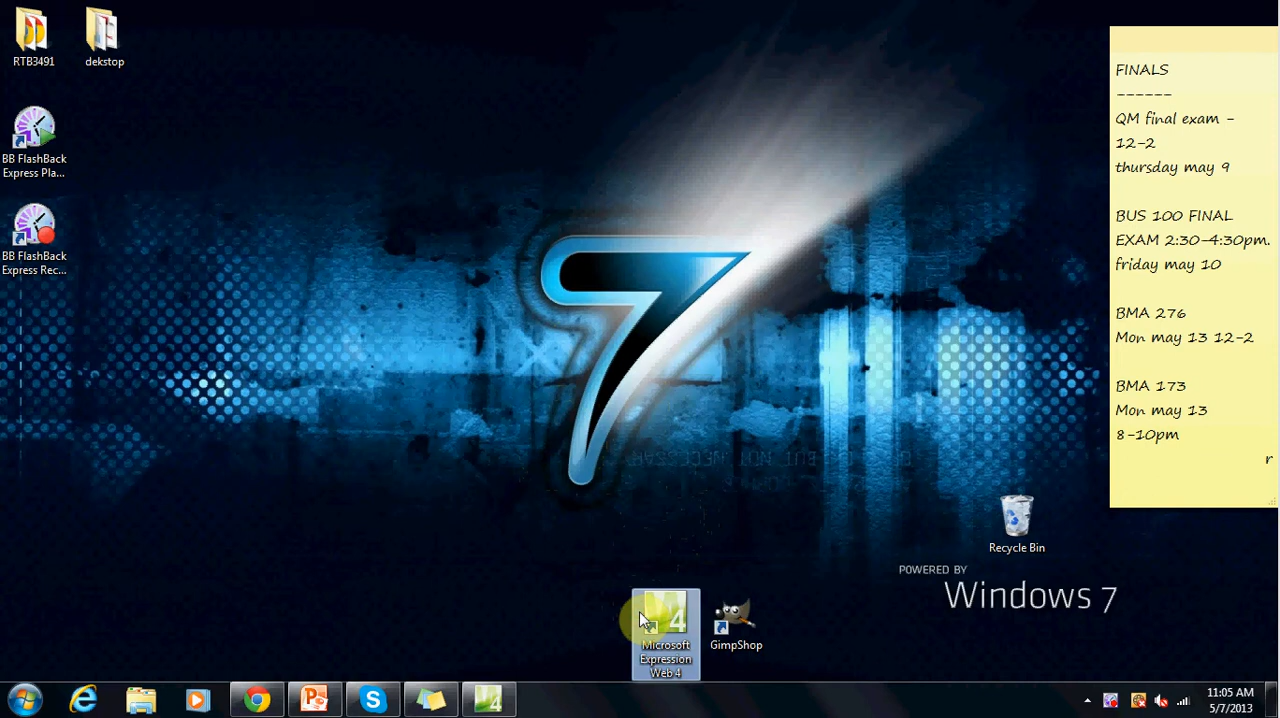 RTB3491
dekstop
BB FlashBack
Express Pla...
BB FlashBack
Express Rec...
FINALS
------
QM final exam -
12-2
thursday may 9
BUS 100 FINAL
EXAM 2:30-4:30pm.
friday may 10
BMA 276
Mon may 13 12-2
BMA 173
Mon may 13
8-10pm
r
Recycle Bin
POWERED BY
Windows 7
4
Microsoft
Expression
Web 4
GimpShop
11:05 AM
5/7/2013